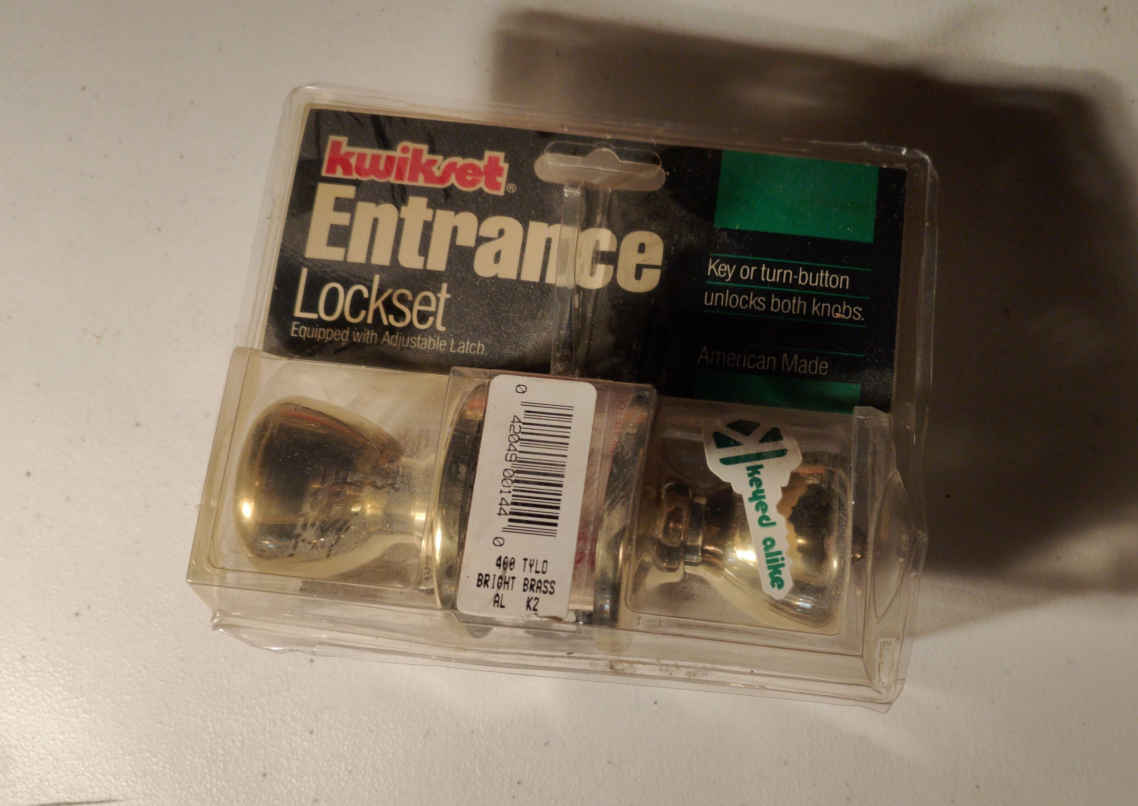 kwikset®
Entrance
Lockset
Equipped with Adjustable Latch.
Key or turn-button
unlocks both knobs.
American Made
0 42049 00144 0
400 TYLO
BRIGHT BRASS
AL K2
keyed alike